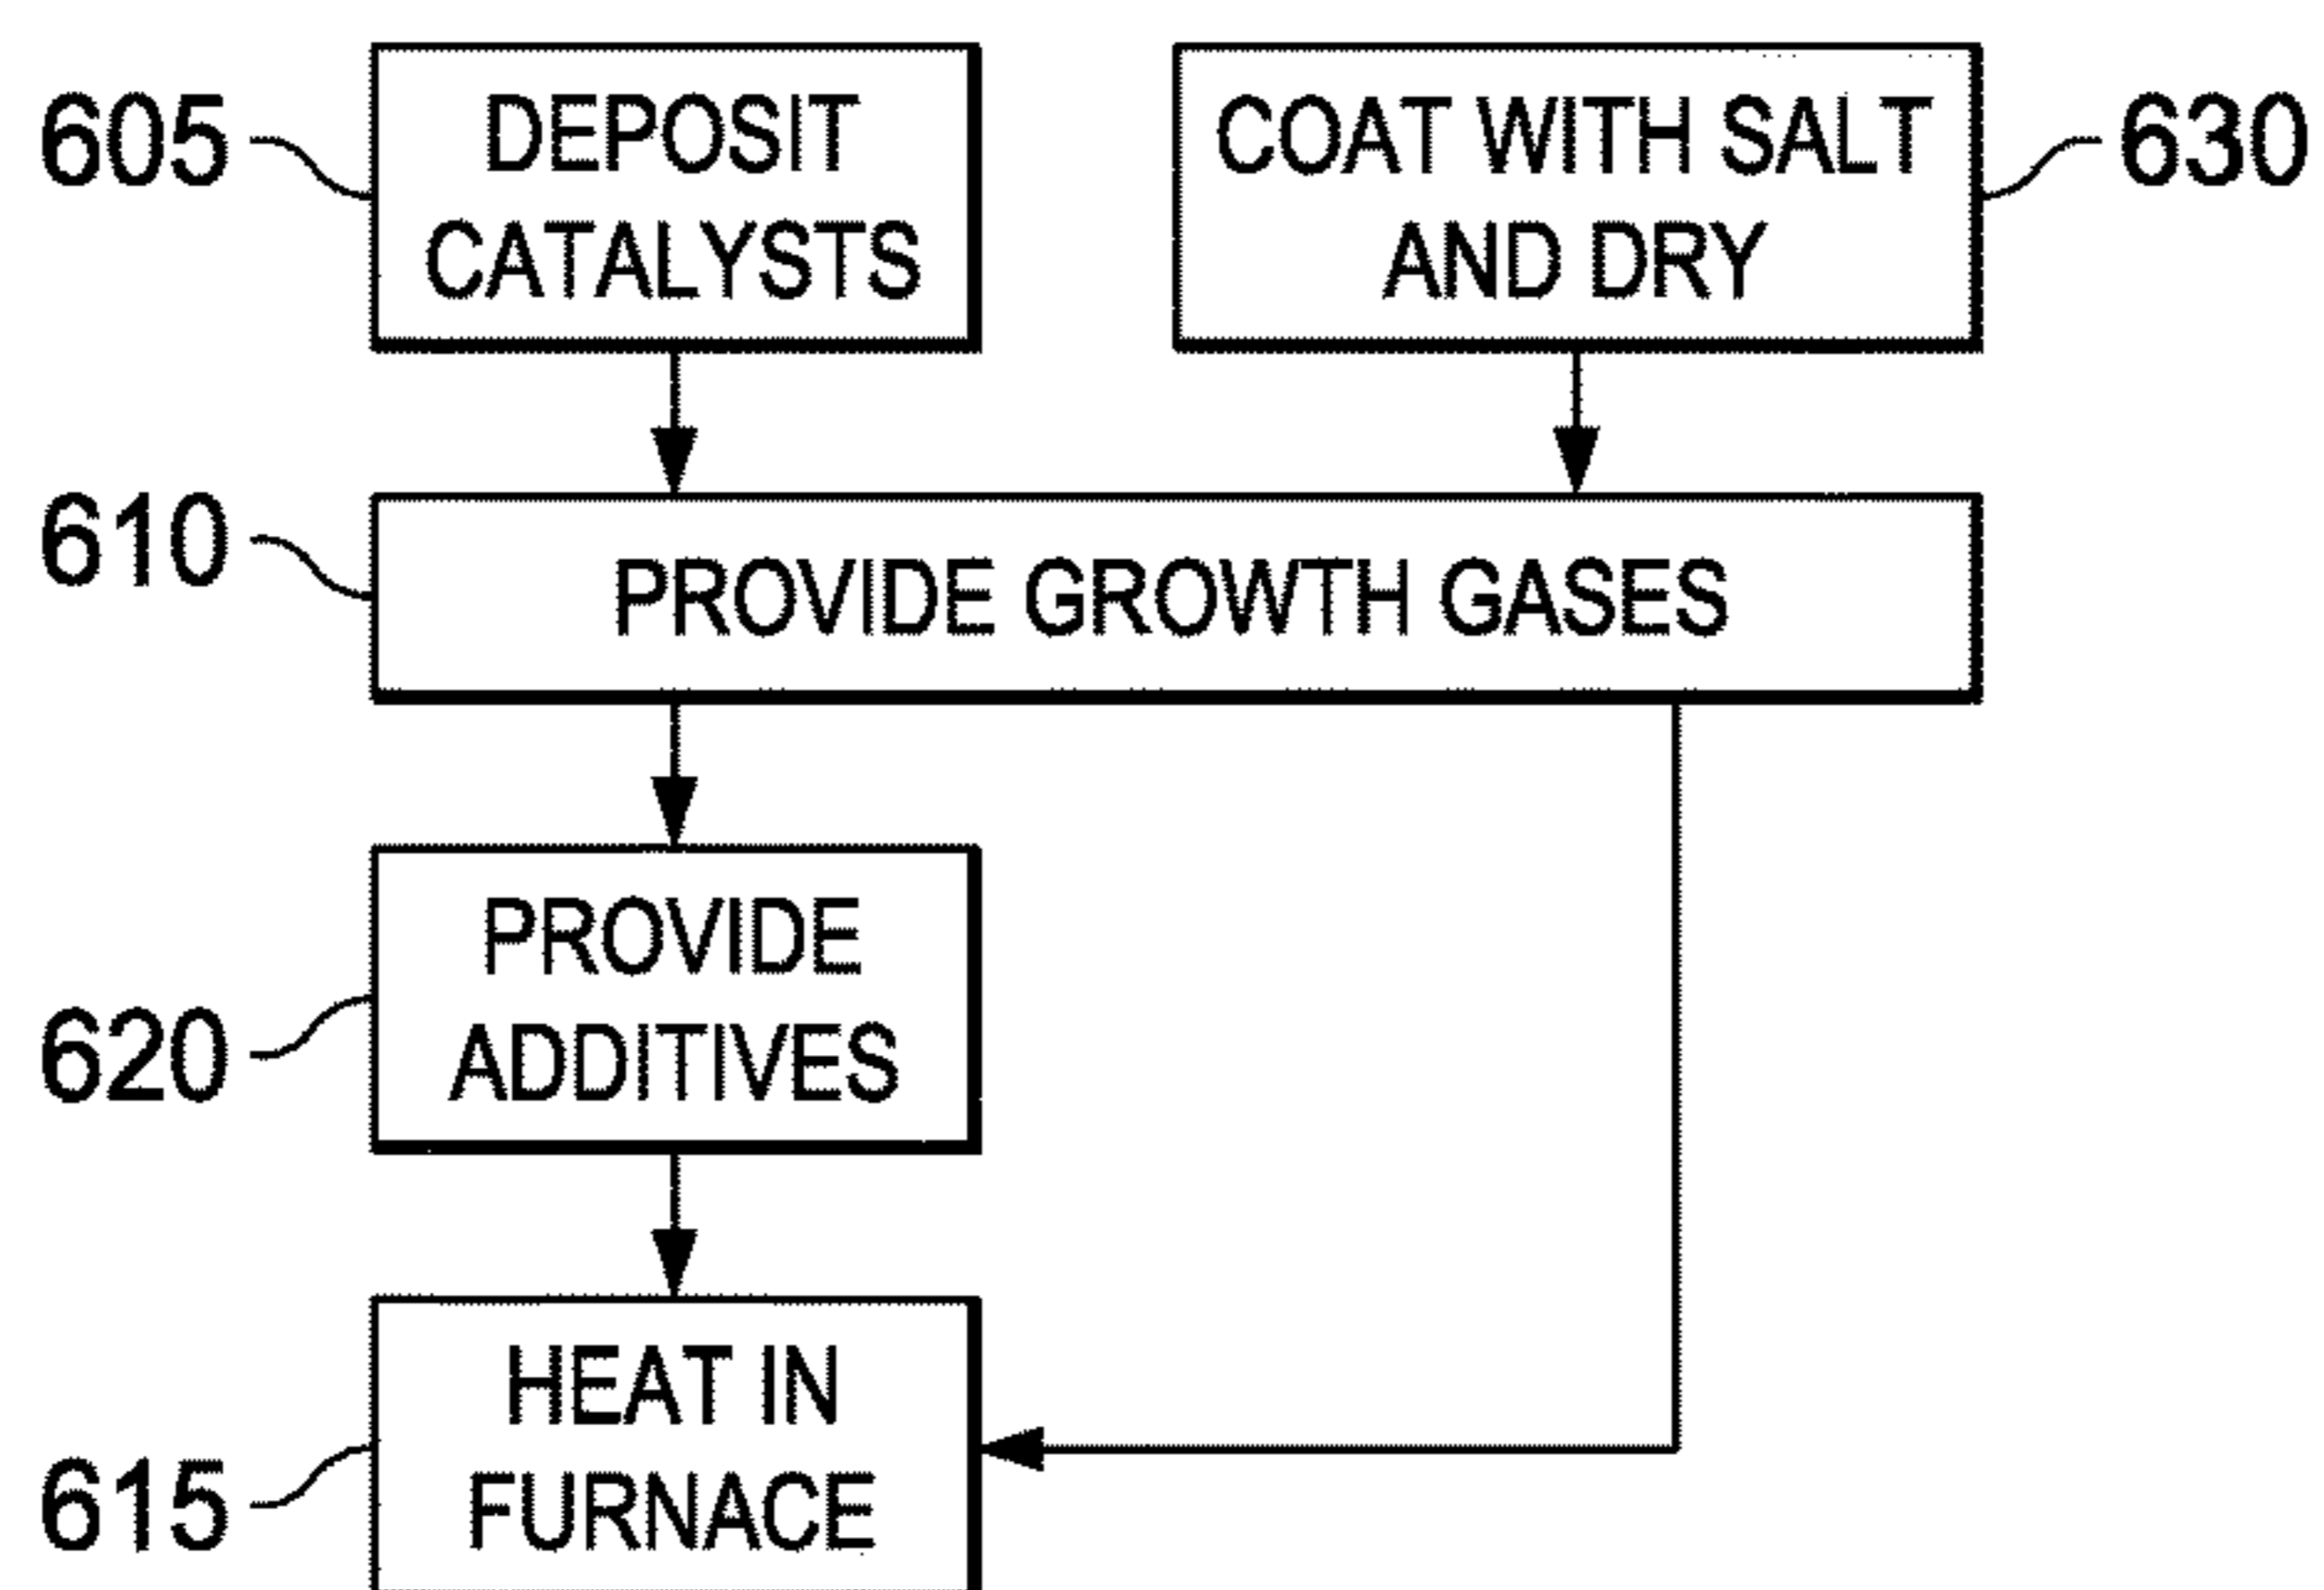 605
DEPOSIT
CATALYSTS
COAT WITH SALT
AND DRY
630
610
PROVIDE GROWTH GASES
620
PROVIDE
ADDITIVES
615
HEAT IN
FURNACE